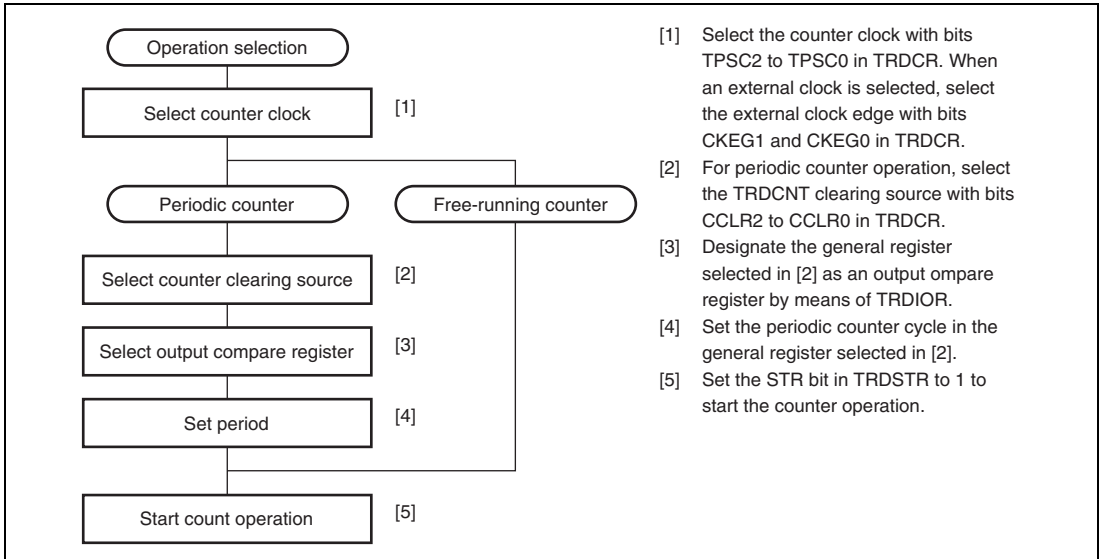 Operation selection
Select counter clock
[1]
Periodic counter
Free-running counter
Select counter clearing source
[2]
Select output compare register
[3]
Set period
[4]
Start count operation
[5]
[1] Select the counter clock with bits
TPSC2 to TPSC0 in TRDCR. When
an external clock is selected, select
the external clock edge with bits
CKEG1 and CKEG0 in TRDCR.
[2] For periodic counter operation, select
the TRDCNT clearing source with bits
CCLR2 to CCLR0 in TRDCR.
[3] Designate the general register
selected in [2] as an output ompare
register by means of TRDIOR.
[4] Set the periodic counter cycle in the
general register selected in [2].
[5] Set the STR bit in TRDSTR to 1 to
start the counter operation.